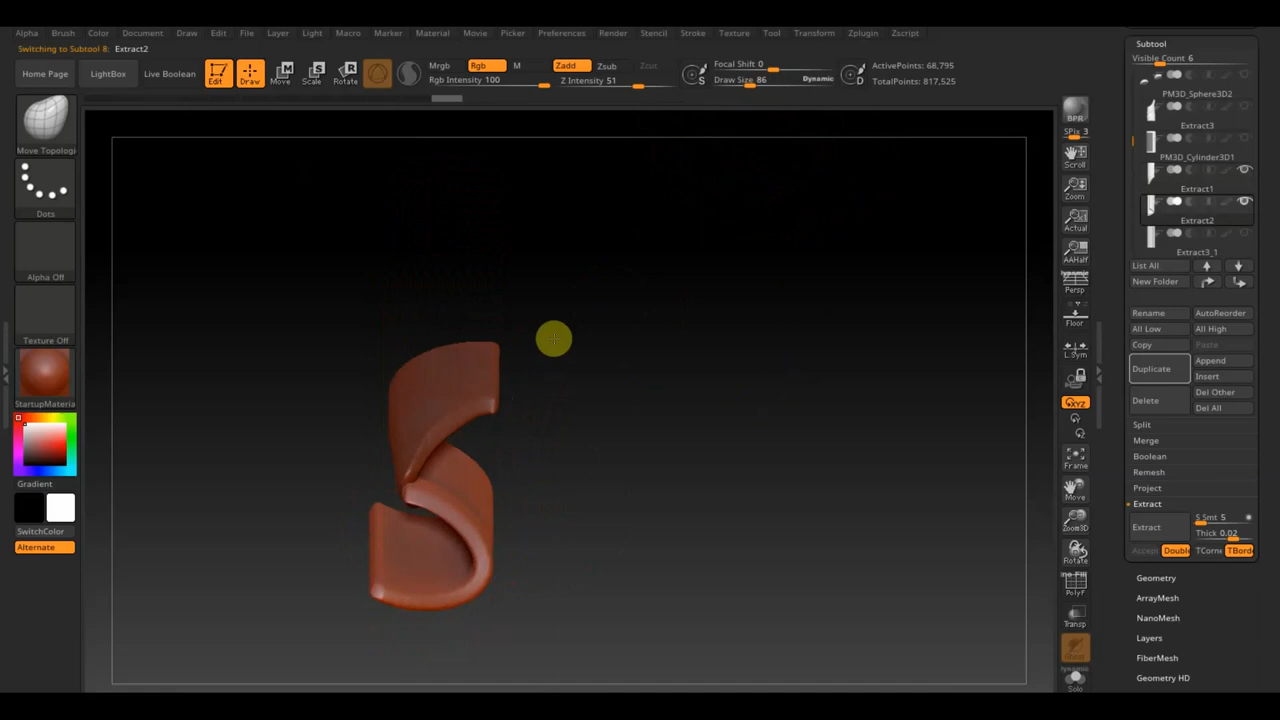 Alpha Brush Color Document Draw Edit File Layer Light Macro Marker Material Movie Picker Preferences Render Stencil Stroke Texture Tool Transform Zplugin Zscript
Switching to Subtool 8: Extract2
Home Page LightBox Live Boolean Edit Draw Move Scale Rotate
Mrgb Rgb M Zadd Zsub Zcut
Rgb Intensity 100 Z Intensity 51
S Focal Shift 0
Draw Size 86 Dynamic D
ActivePoints: 68,795
TotalPoints: 817,525
Move Topologi
Dots
Alpha Off
Texture Off
StartupMateria
Gradient
SwitchColor
Alternate
BPR
SPix 3
Scroll
Zoom
Actual
AAHalf
Dynamic
Persp
Floor
L.Sym
XYZ
Frame
Move
Zoom3D
Rotate
PolyF
Transp
Dynamic
Solo
Subtool
Visible Count 6
PM3D_Sphere3D2
Extract3
PM3D_Cylinder3D1
Extract1
Extract2
Extract3_1
List All
New Folder
Rename AutoReorder
All Low All High
Copy Paste
Duplicate Append
Insert
Delete Del Other
Del All
Split
Merge
Boolean
Remesh
Project
Extract
Extract S Smt 5
Thick 0.02
Accept Double TCorne TBorde
Geometry
ArrayMesh
NanoMesh
Layers
FiberMesh
Geometry HD